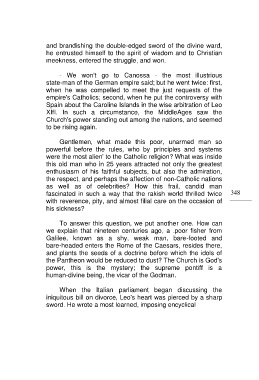 and brandishing the double-edged sword of the divine ward,
he entrusted himself to the spirit of wisdom and to Christian
meekness, entered the struggle, and won.
- We won't go to Canossa - the most illustrious
state-man of the German empire said; but he went twice: first,
when he was compelled to meet the just requests of the
empire's Catholics; second, when he put the controversy with
Spain about the Caroline Islands in the wise arbitration of Leo
XIfI. In such a circumstance, the MiddleAges saw the
Church's power standing out among the nations, and seemed
to be rising again.
Gentlemen, what made this poor, unarmed man so
powerful before the rules, who by principles and systems
were the most alien' to the Catholic religion? What was inside
this old man who in 25 years attracted not only the greatest
enthusiasm of his faithful subjects, but also the admiration,
the respect, and perhaps the affection of non-Catholic nations
as well as of celebrities? How this frail, candid man
fascinated in such a way that the rakish world thrilled twice
with reverence, pity, and almost filial care on the occasion of
his sickness?
348
To answer this question, we put another one. How can
we explain that nineteen centuries ago, a .poor fisher from
Galilee, known as a shy, weak man, bare-footed and
bare-headed enters the Rome of the Caesars, resides there,
and plants the seeds of a doctrine before which the idols of
the Pantheon would be reduced to dust? The Church is God's
power, this is the mystery; the supreme pontiff is a
human-divine being, the vicar of the Godman.
When the Italian parliament began discussing the
iniquitous bill on divorce, Leo's heart was pierced by a sharp
sword. He wrote a most learned, imposing encyclical